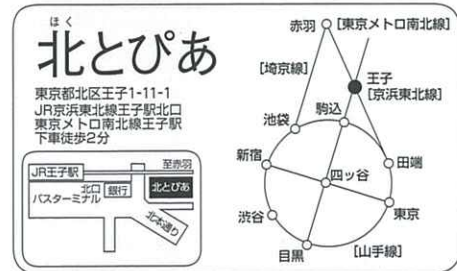 ほく
北とぴあ
東京都北区王子1-11-1
JR京浜東北線王子駅北口
東京メトロ南北線王子駅
下車徒歩2分
至赤羽
JR王子駅
北口
銀行
北とぴあ
バスターミナル
北本通り
赤羽
[東京メトロ南北線]
[埼京線]
王子
[京浜東北線]
池袋
駒込
新宿
田端
四ッ谷
渋谷
東京
目黒
[山手線]